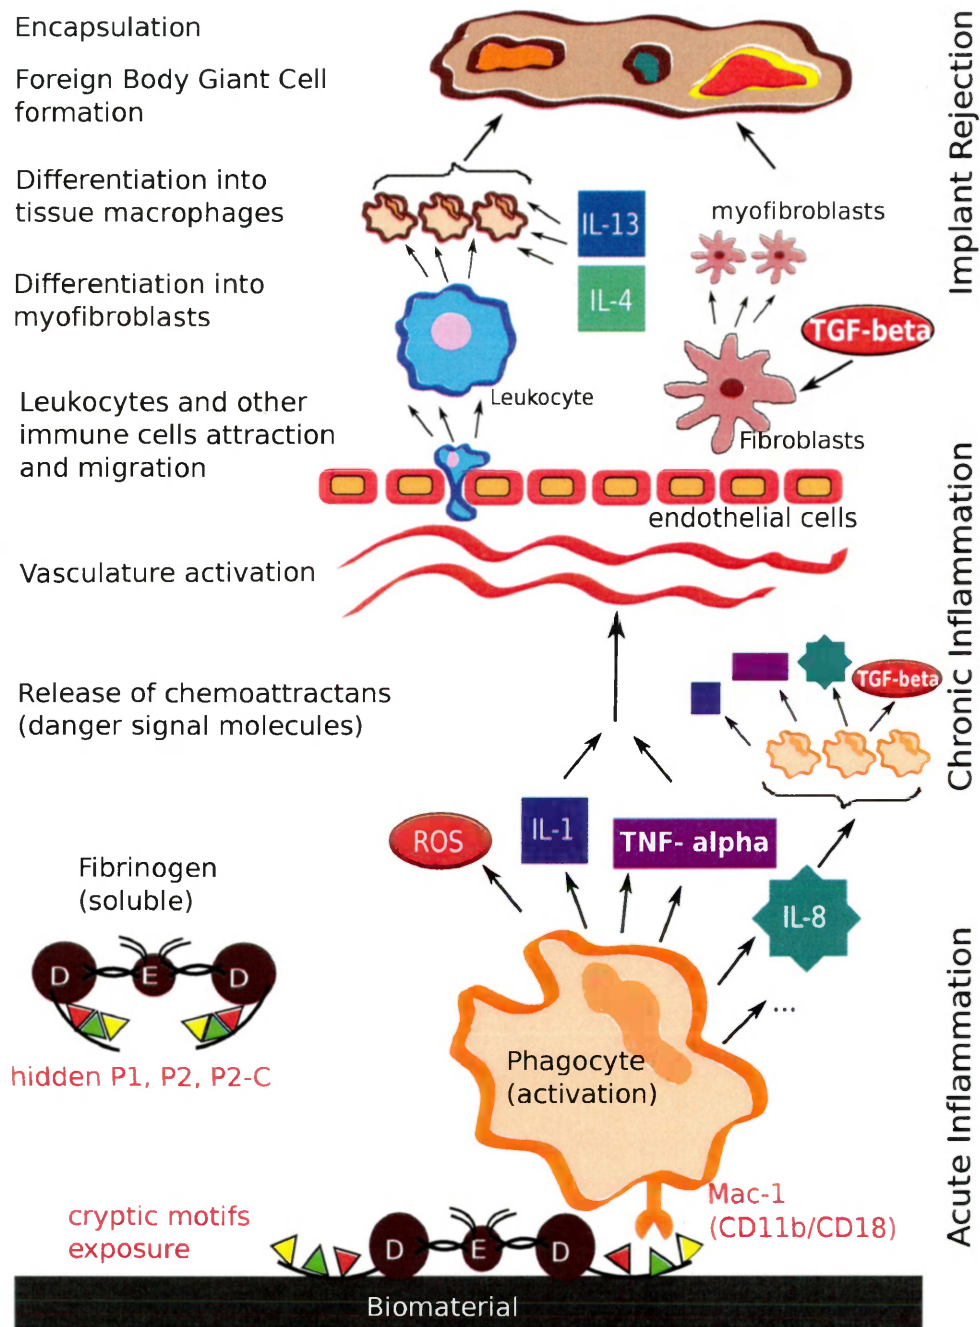 Encapsulation
Foreign Body Giant Cell
formation
Differentiation into
tissue macrophages
IL-13
IL-4
myofibroblasts
Differentiation into
myofibroblasts
TGF-beta
Implant Rejection
Leukocytes and other
immune cells attraction
and migration
Leukocyte
Fibroblasts
endothelial cells
Vasculature activation
Release of chemoattractans
(danger signal molecules)
TGF-beta
Chronic Inflammation
ROS
IL-1
TNF- alpha
IL-8
...
Fibrinogen
(soluble)
D
E
D
hidden P1, P2, P2-C
Phagocyte
(activation)
Mac-1
(CD11b/CD18)
cryptic motifs
exposure
D
E
D
Biomaterial
Acute Inflammation